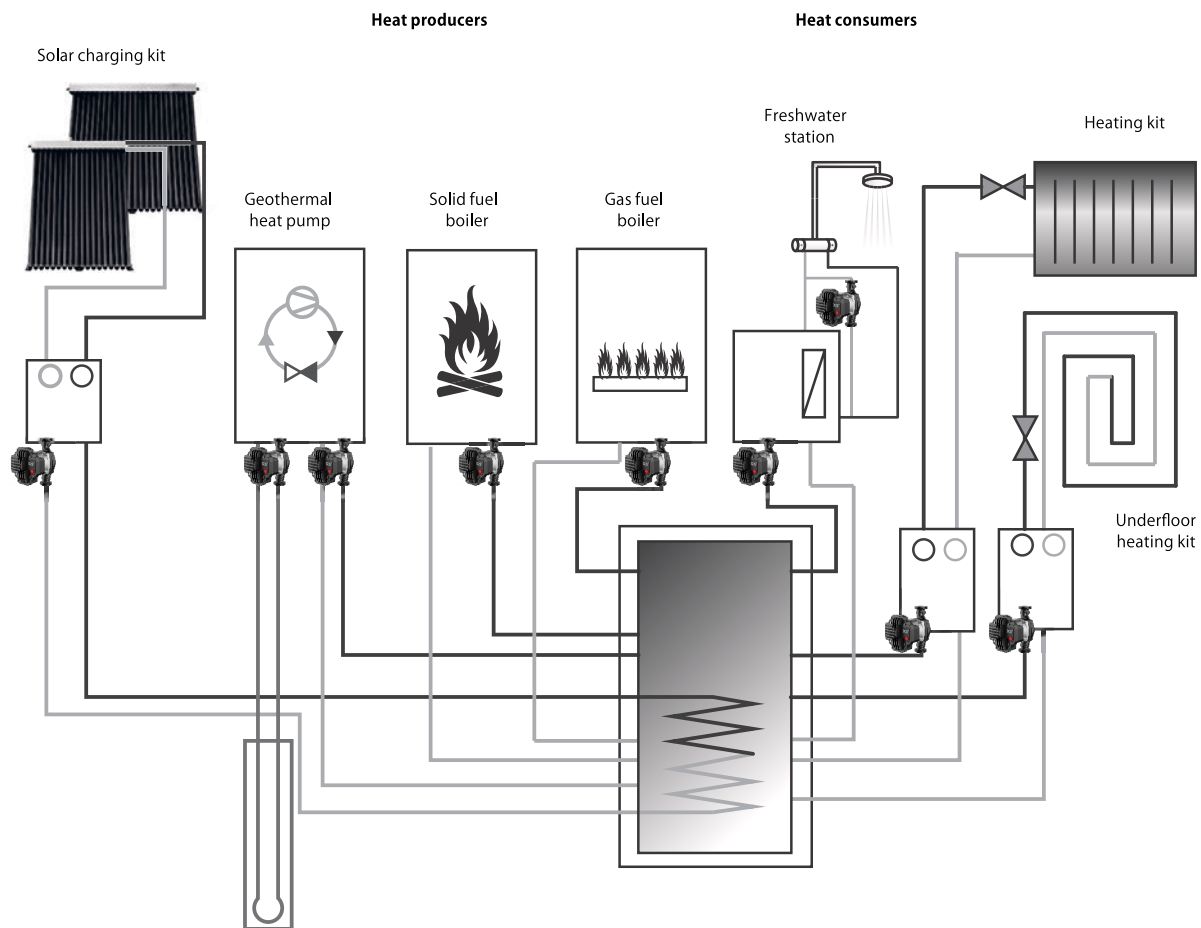 Heat producers
Heat consumers
Solar charging kit
Freshwater
station
Heating kit
Geothermal
heat pump
Solid fuel
boiler
Gas fuel
boiler
Underfloor
heating kit